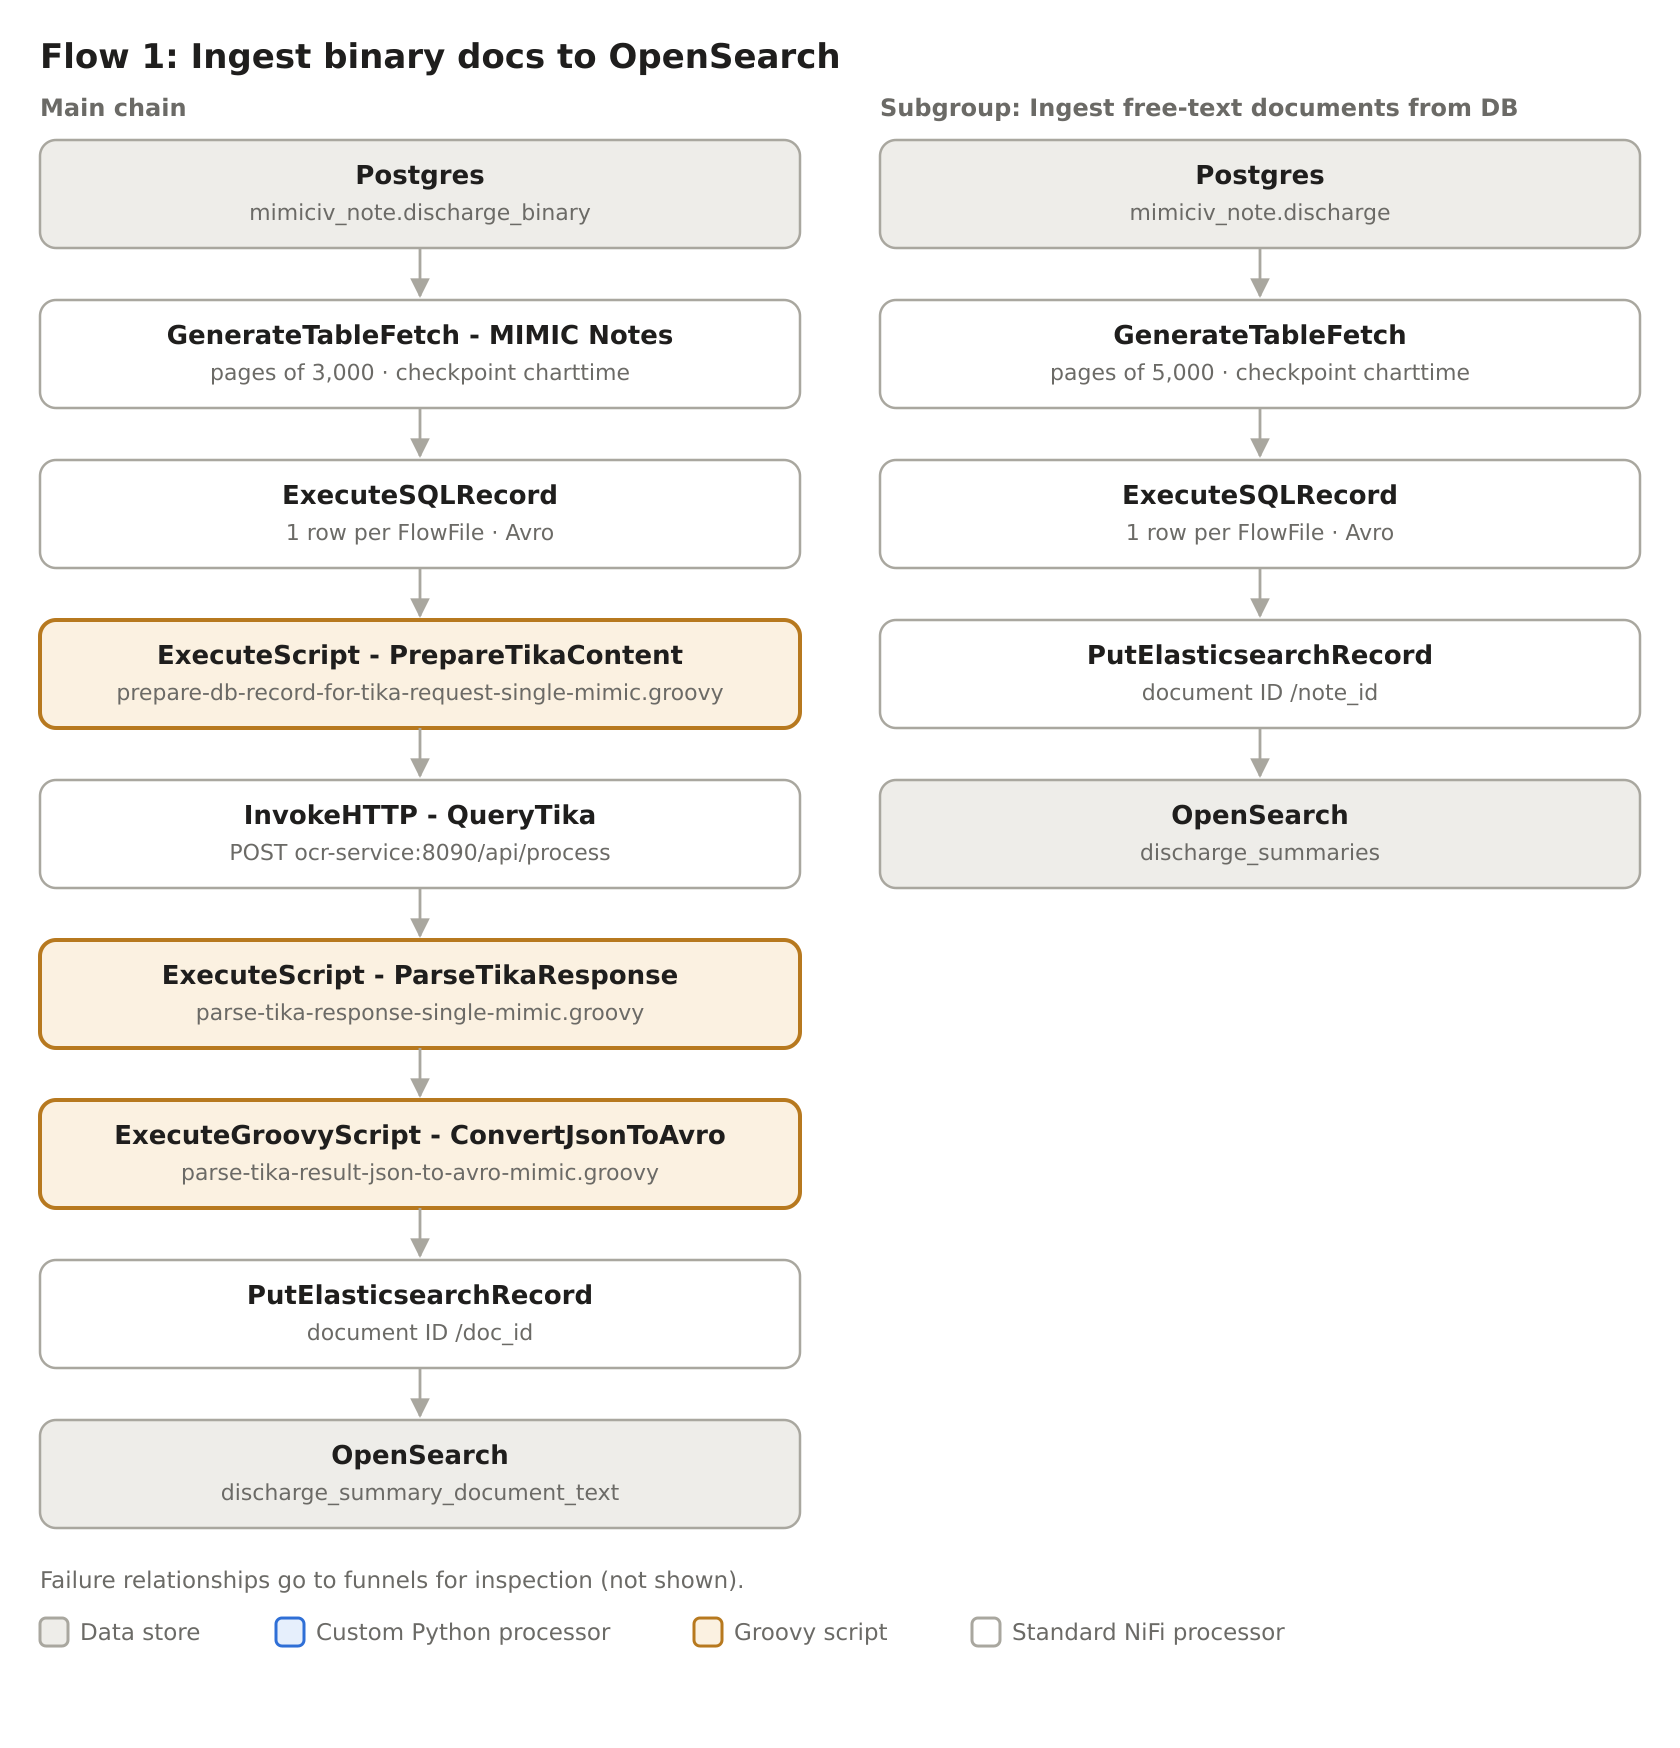 Flow 1: Ingest binary docs to OpenSearch
Main chain
Postgres
mimiciv_note.discharge_binary
GenerateTableFetch - MIMIC Notes
pages of 3,000 · checkpoint charttime
ExecuteSQLRecord
1 row per FlowFile · Avro
ExecuteScript - PrepareTikaContent
prepare-db-record-for-tika-request-single-mimic.groovy
InvokeHTTP - QueryTika
POST ocr-service:8090/api/process
ExecuteScript - ParseTikaResponse
parse-tika-response-single-mimic.groovy
ExecuteGroovyScript - ConvertJsonToAvro
parse-tika-result-json-to-avro-mimic.groovy
PutElasticsearchRecord
document ID /doc_id
OpenSearch
discharge_summary_document_text
Subgroup: Ingest free-text documents from DB
Postgres
mimiciv_note.discharge
GenerateTableFetch
pages of 5,000 · checkpoint charttime
ExecuteSQLRecord
1 row per FlowFile · Avro
PutElasticsearchRecord
document ID /note_id
OpenSearch
discharge_summaries
Failure relationships go to funnels for inspection (not shown).
Data store
Custom Python processor
Groovy script
Standard NiFi processor